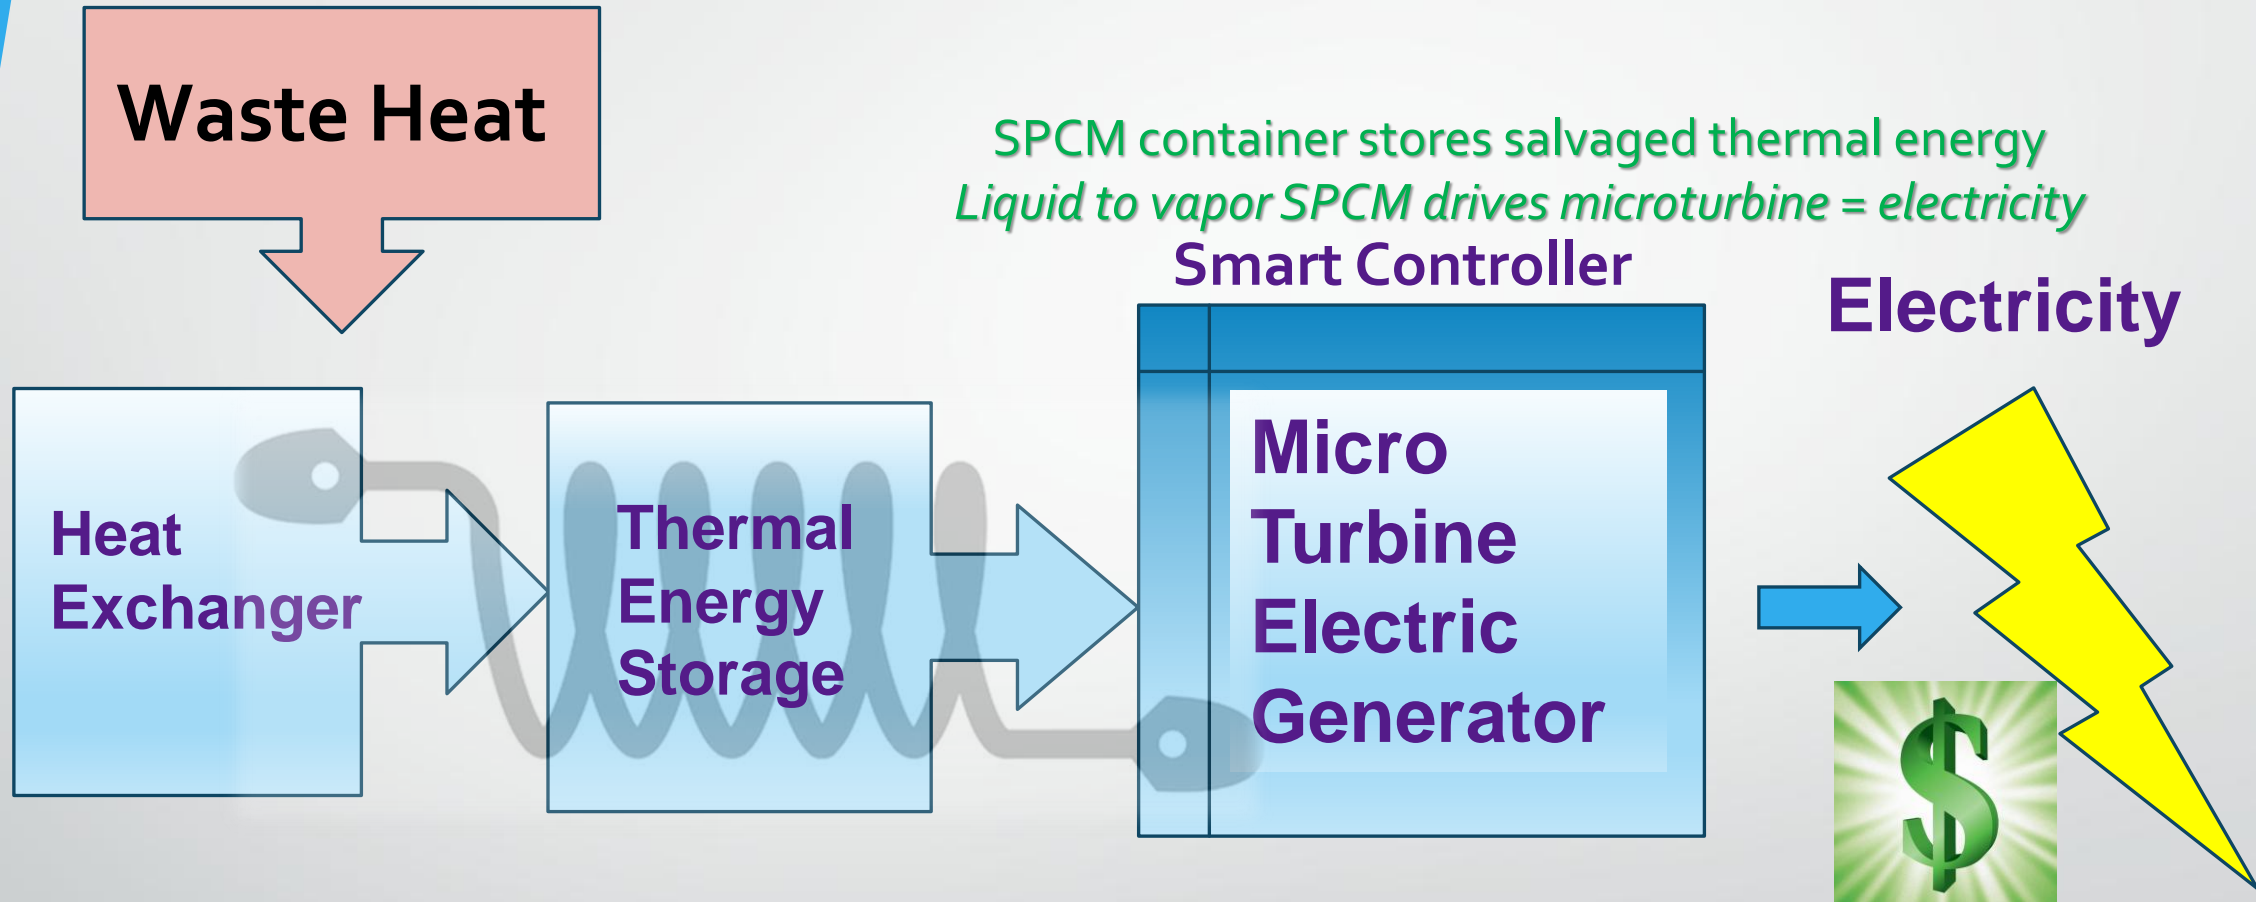 Waste Heat
SPCM container stores salvaged thermal energy
Liquid to vapor SPCM drives microturbine = electricity
Smart Controller
Electricity
Heat
Exchanger
Thermal
Energy
Storage
Micro
Turbine
Electric
Generator
$